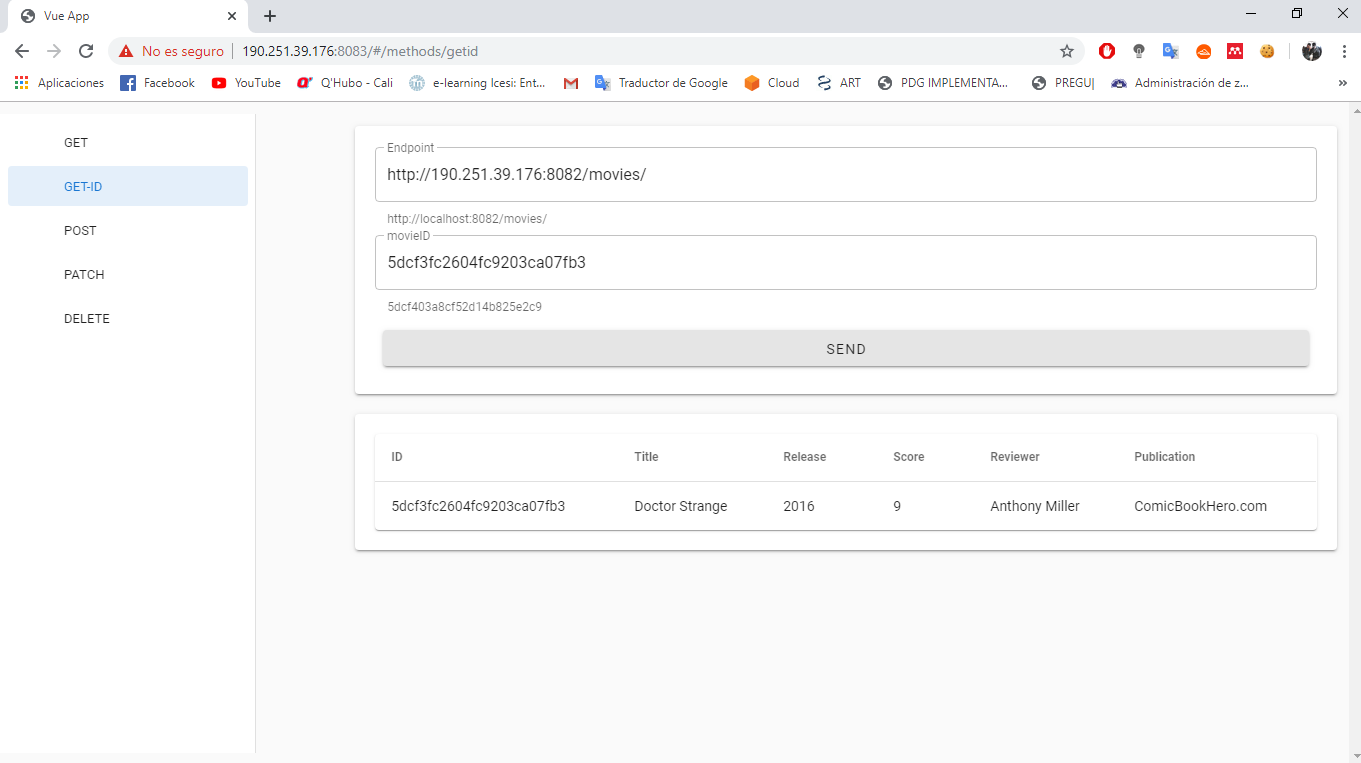 Vue App
No es seguro | 190.251.39.176:8083/#/methods/getid
Aplicaciones Facebook YouTube Q'Hubo - Cali e-learning Icesi: Ent... Traductor de Google Cloud ART PDG IMPLEMENTA... PREGU| Administración de z... »
GET
GET-ID
POST
PATCH
DELETE
Endpoint
http://190.251.39.176:8082/movies/
http://localhost:8082/movies/
movieID
5dcf3fc2604fc9203ca07fb3
5dcf403a8cf52d14b825e2c9
SEND
ID Title Release Score Reviewer Publication
5dcf3fc2604fc9203ca07fb3 Doctor Strange 2016 9 Anthony Miller ComicBookHero.com